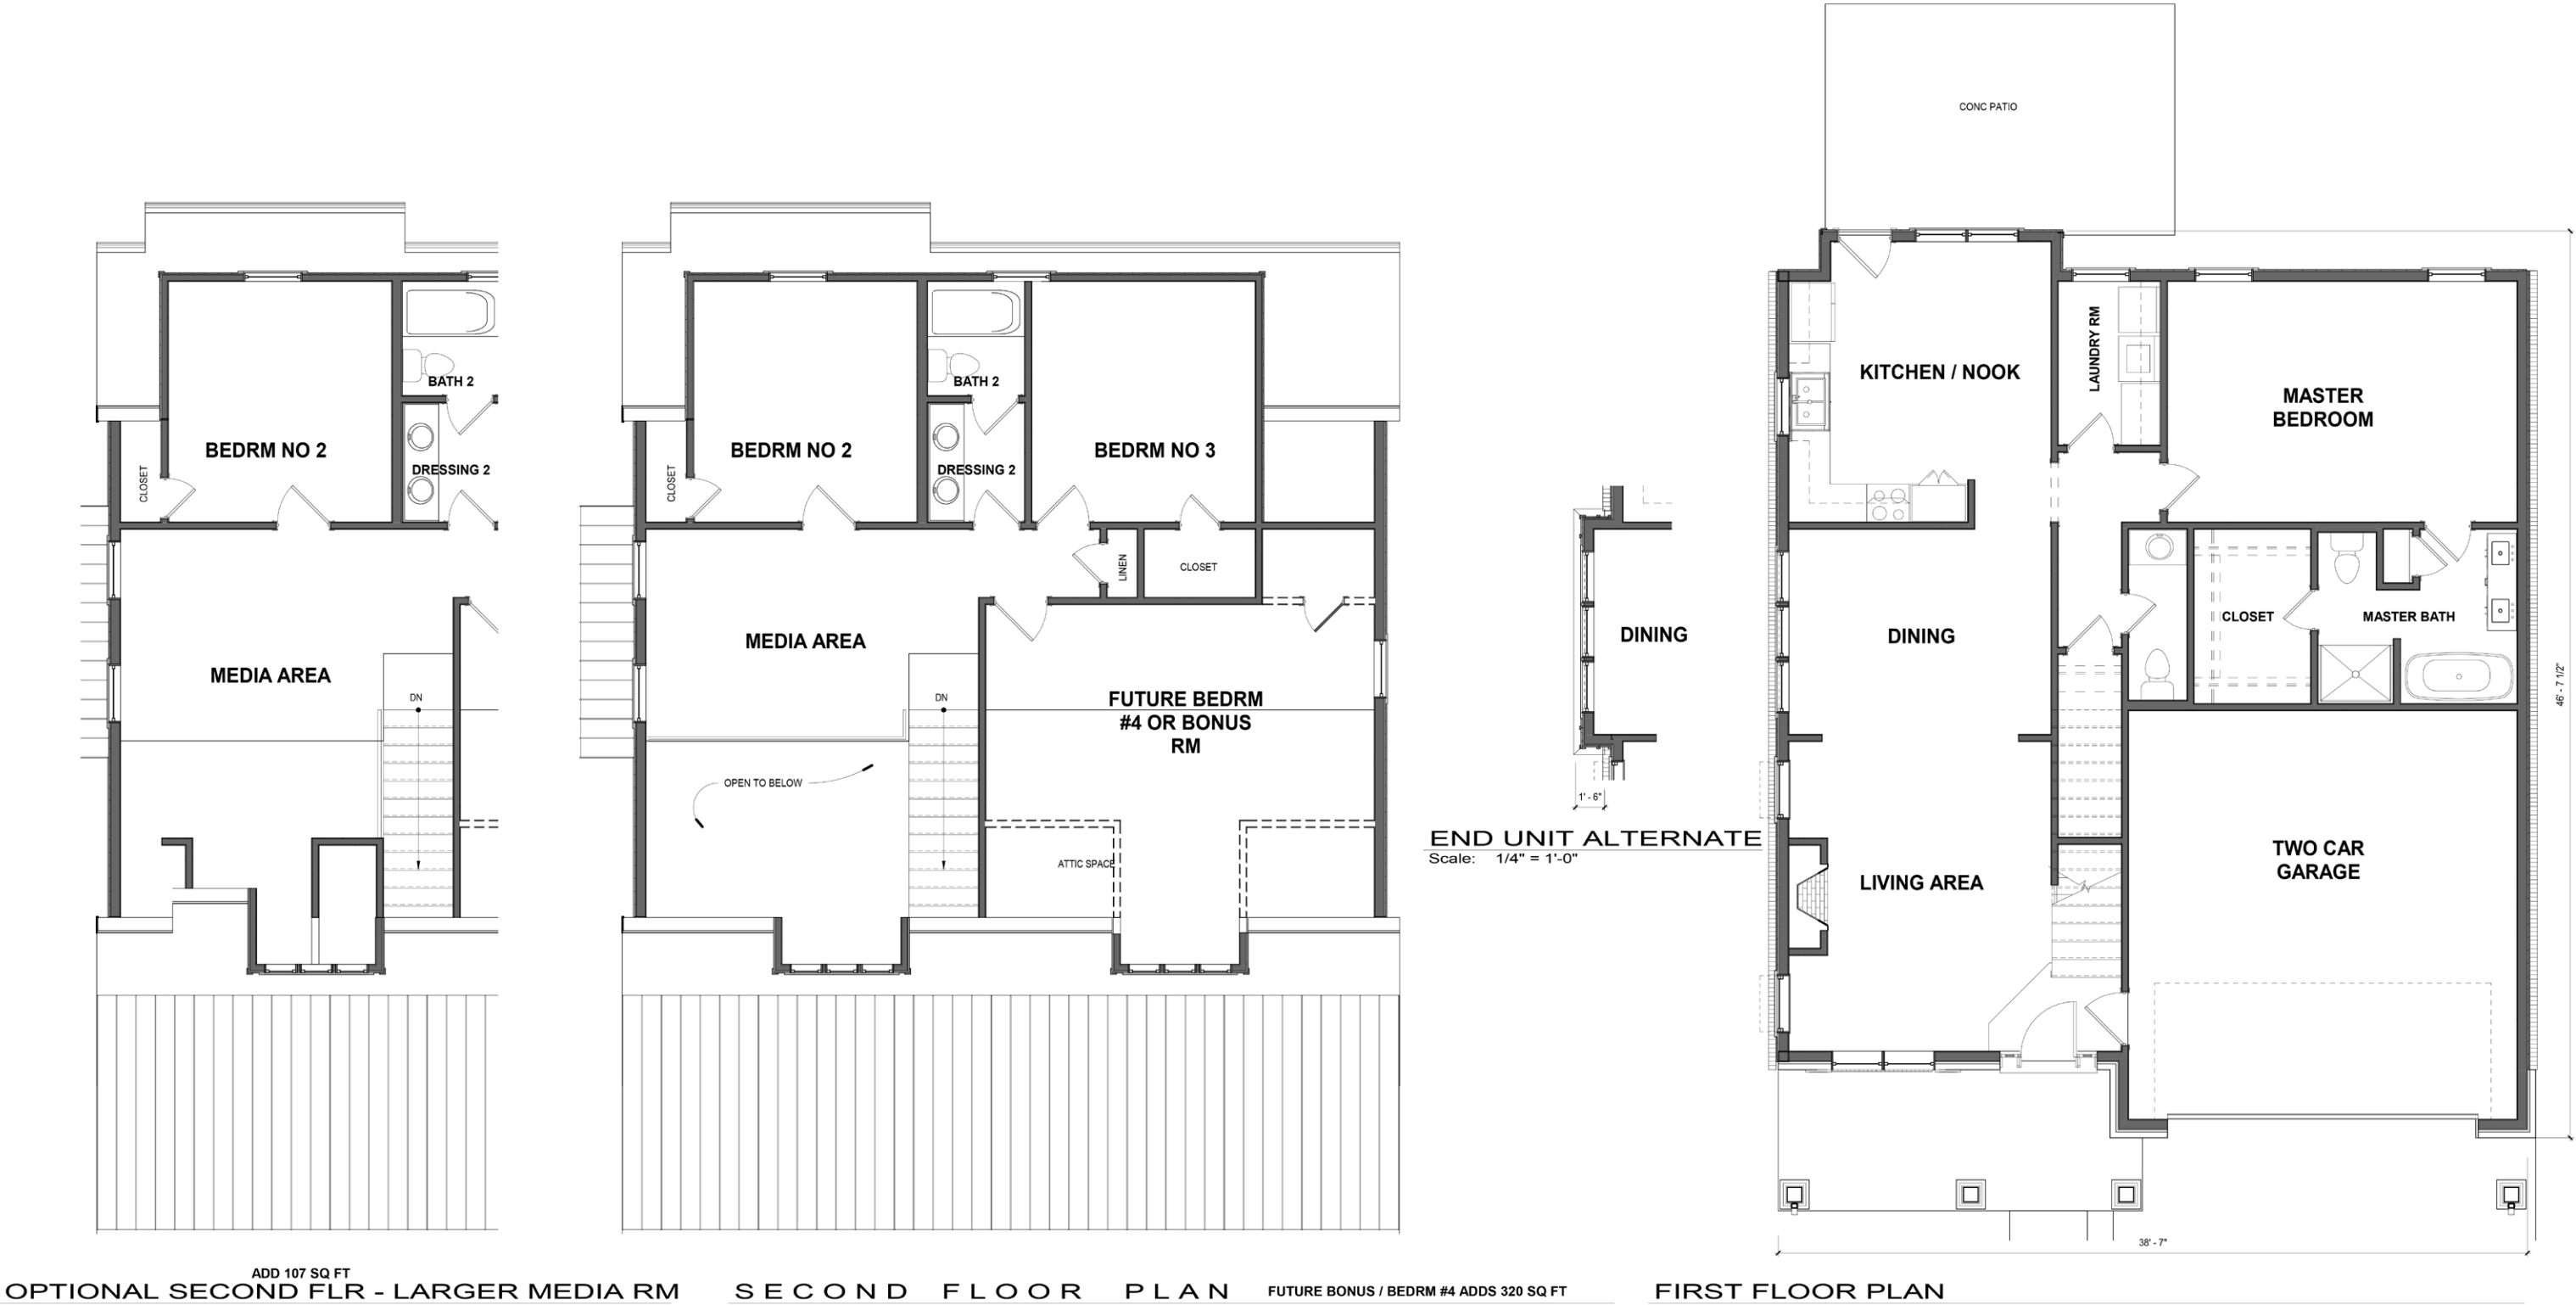 CONC PATIO
BEDRM NO 2
CLOSET
BATH 2
DRESSING 2
MEDIA AREA
DN
ADD 107 SQ FT
OPTIONAL SECOND FLR - LARGER MEDIA RM
BEDRM NO 2
CLOSET
BATH 2
DRESSING 2
BEDRM NO 3
LINEN
CLOSET
MEDIA AREA
DN
FUTURE BEDRM
#4 OR BONUS
RM
OPEN TO BELOW
ATTIC SPACE
SECOND FLOOR PLAN
FUTURE BONUS / BEDRM #4 ADDS 320 SQ FT
DINING
1' - 6"
END UNIT ALTERNATE
Scale: 1/4" = 1'-0"
KITCHEN / NOOK
LAUNDRY RM
MASTER
BEDROOM
DINING
CLOSET
MASTER BATH
46' - 7 1/2"
LIVING AREA
TWO CAR
GARAGE
38' - 7"
FIRST FLOOR PLAN